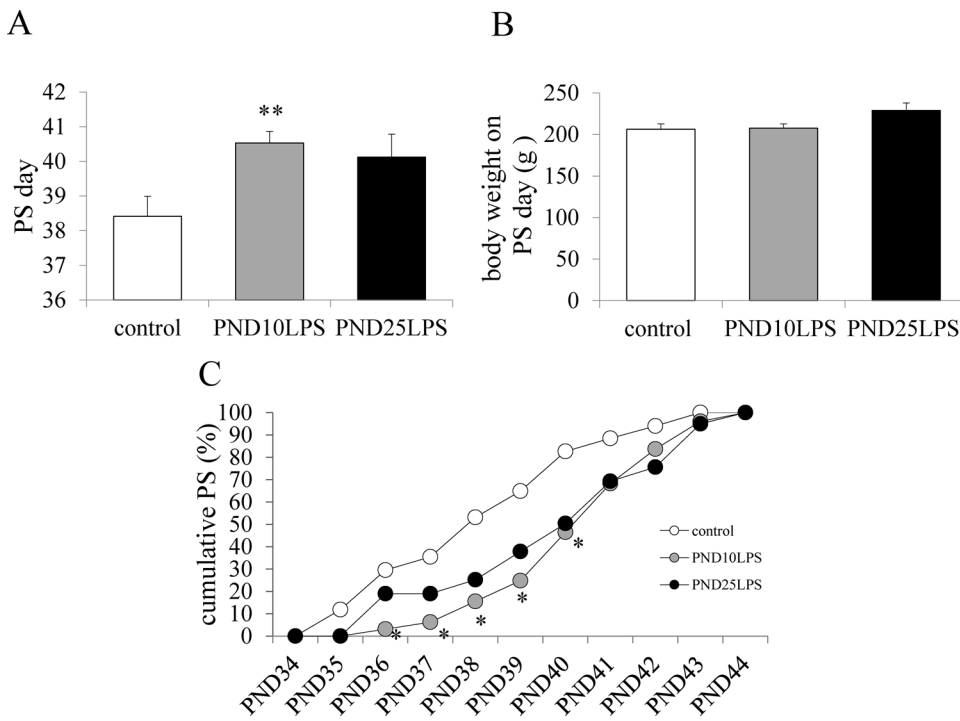 A
PS day
42
41
40
39
38
37
36
**
control
PND10LPS
PND25LPS
B
body weight on
PS day (g )
250
200
150
100
50
0
control
PND10LPS
PND25LPS
C
cumulative PS (%)
100
90
80
70
60
50
40
30
20
10
0
*
*
*
*
*
control
PND10LPS
PND25LPS
PND34
PND35
PND36
PND37
PND38
PND39
PND40
PND41
PND42
PND43
PND44